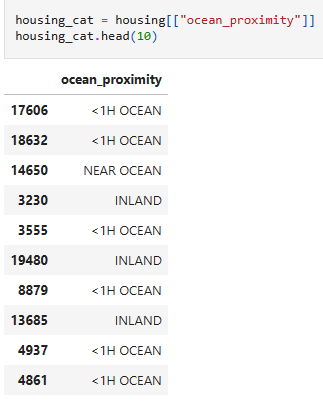 housing_cat = housing[["ocean_proximity"]]
housing_cat.head(10)
ocean_proximity
17606 <1H OCEAN
18632 <1H OCEAN
14650 NEAR OCEAN
3230 INLAND
3555 <1H OCEAN
19480 INLAND
8879 <1H OCEAN
13685 INLAND
4937 <1H OCEAN
4861 <1H OCEAN